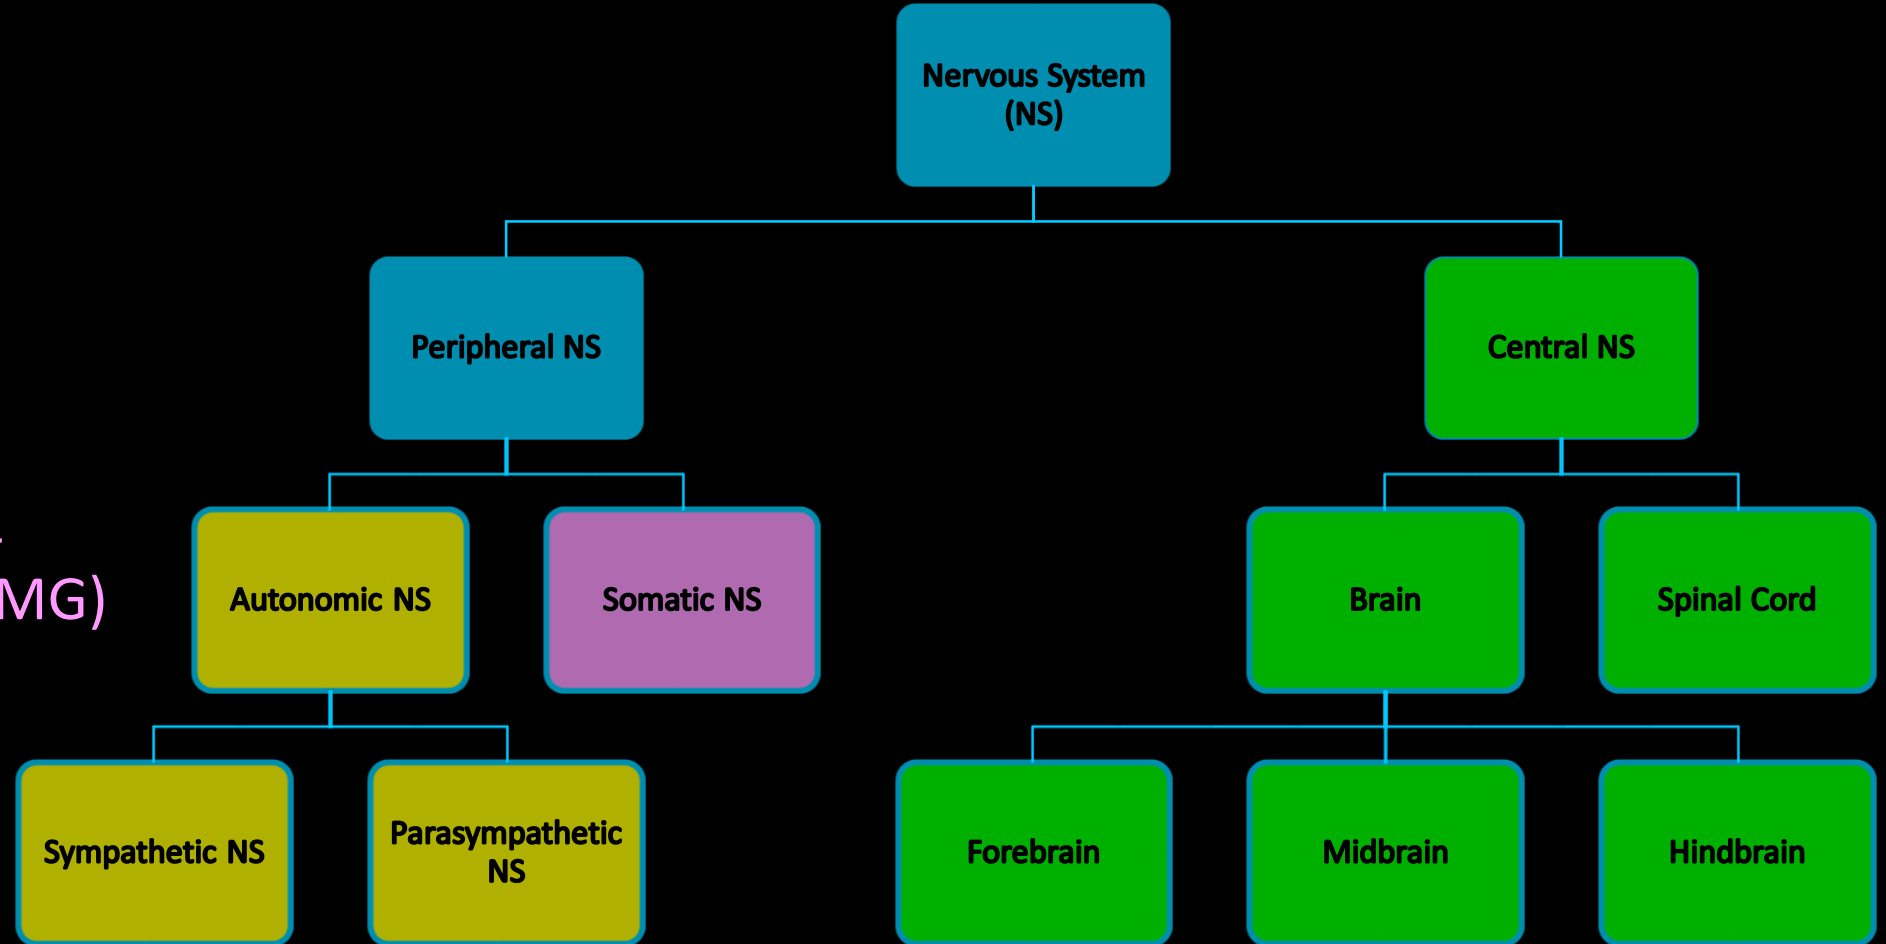 Nervous System
(NS)
Peripheral NS
Central NS
MG)
Autonomic NS
Somatic NS
Brain
Spinal Cord
Sympathetic NS
Parasympathetic
NS
Forebrain
Midbrain
Hindbrain